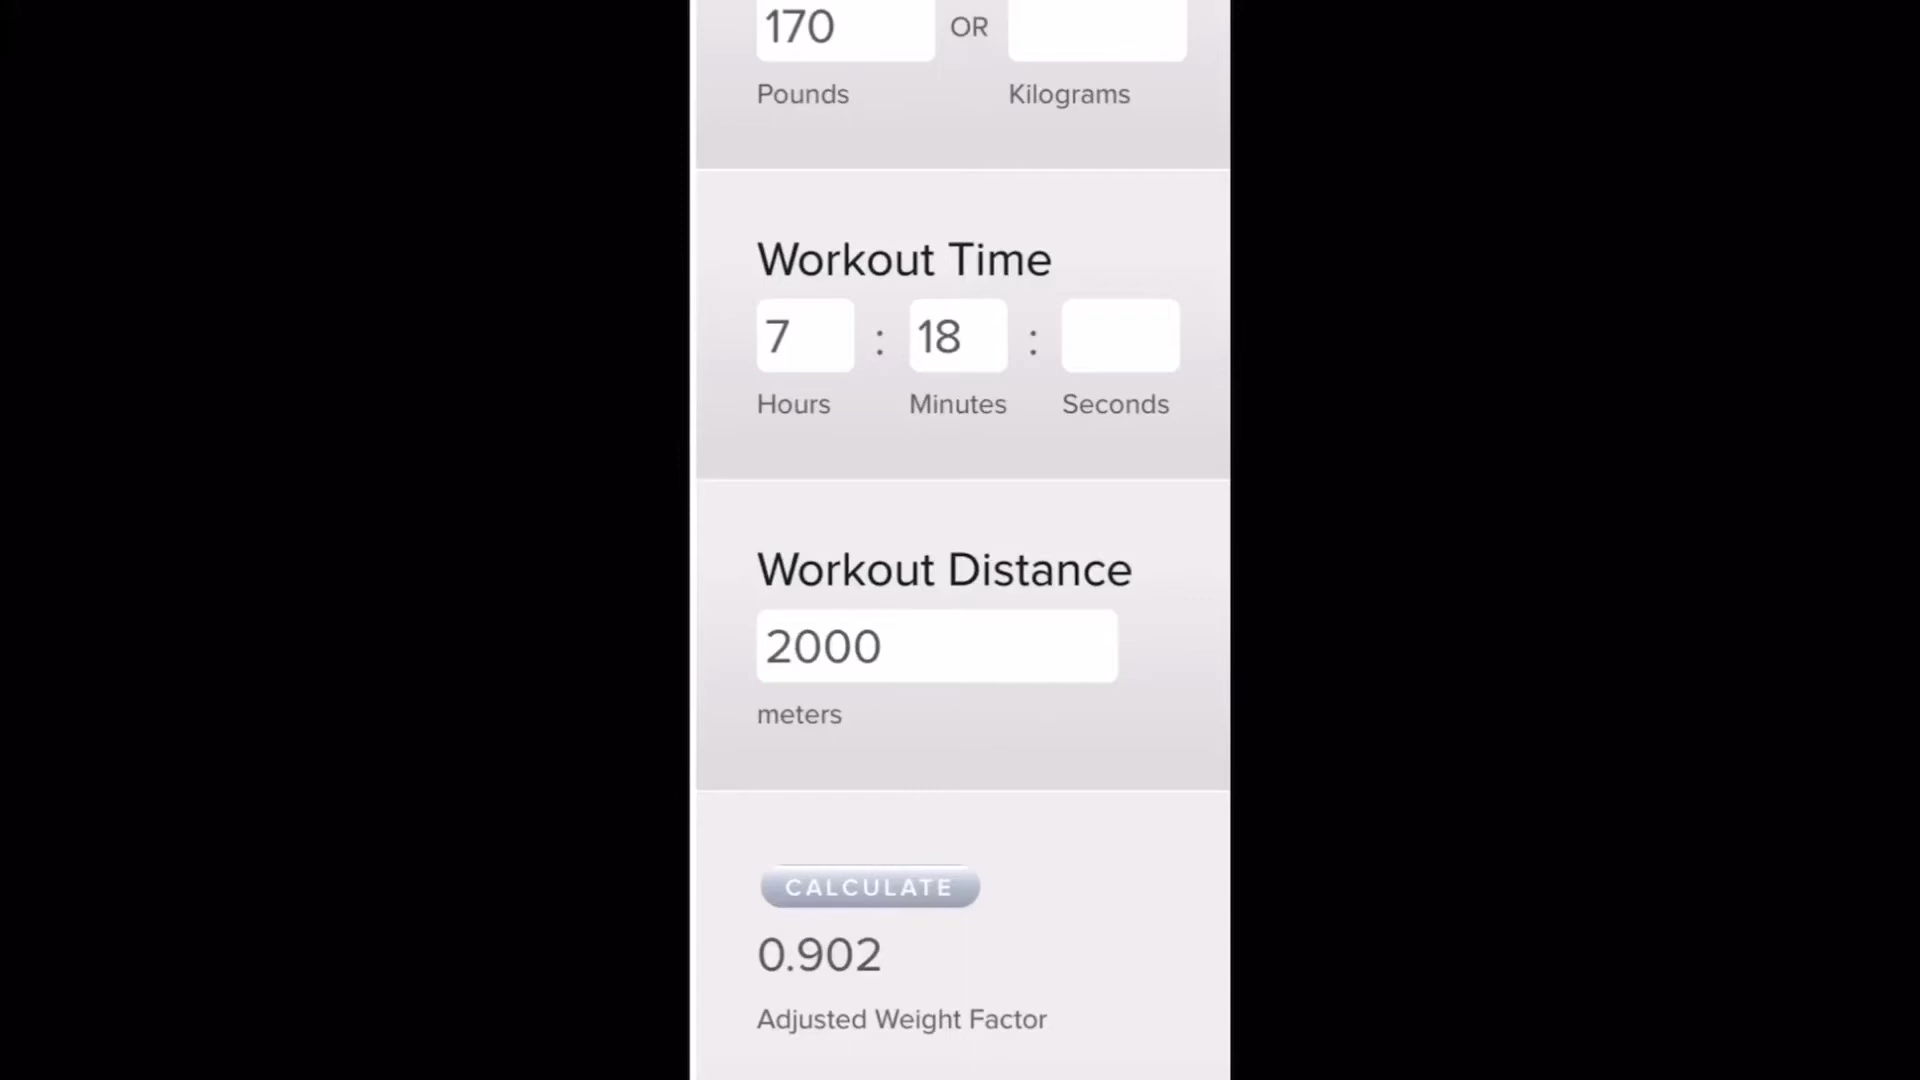 170 OR
Pounds Kilograms
Workout Time
7 : 18 :
Hours Minutes Seconds
Workout Distance
2000
meters
CALCULATE
0.902
Adjusted Weight Factor